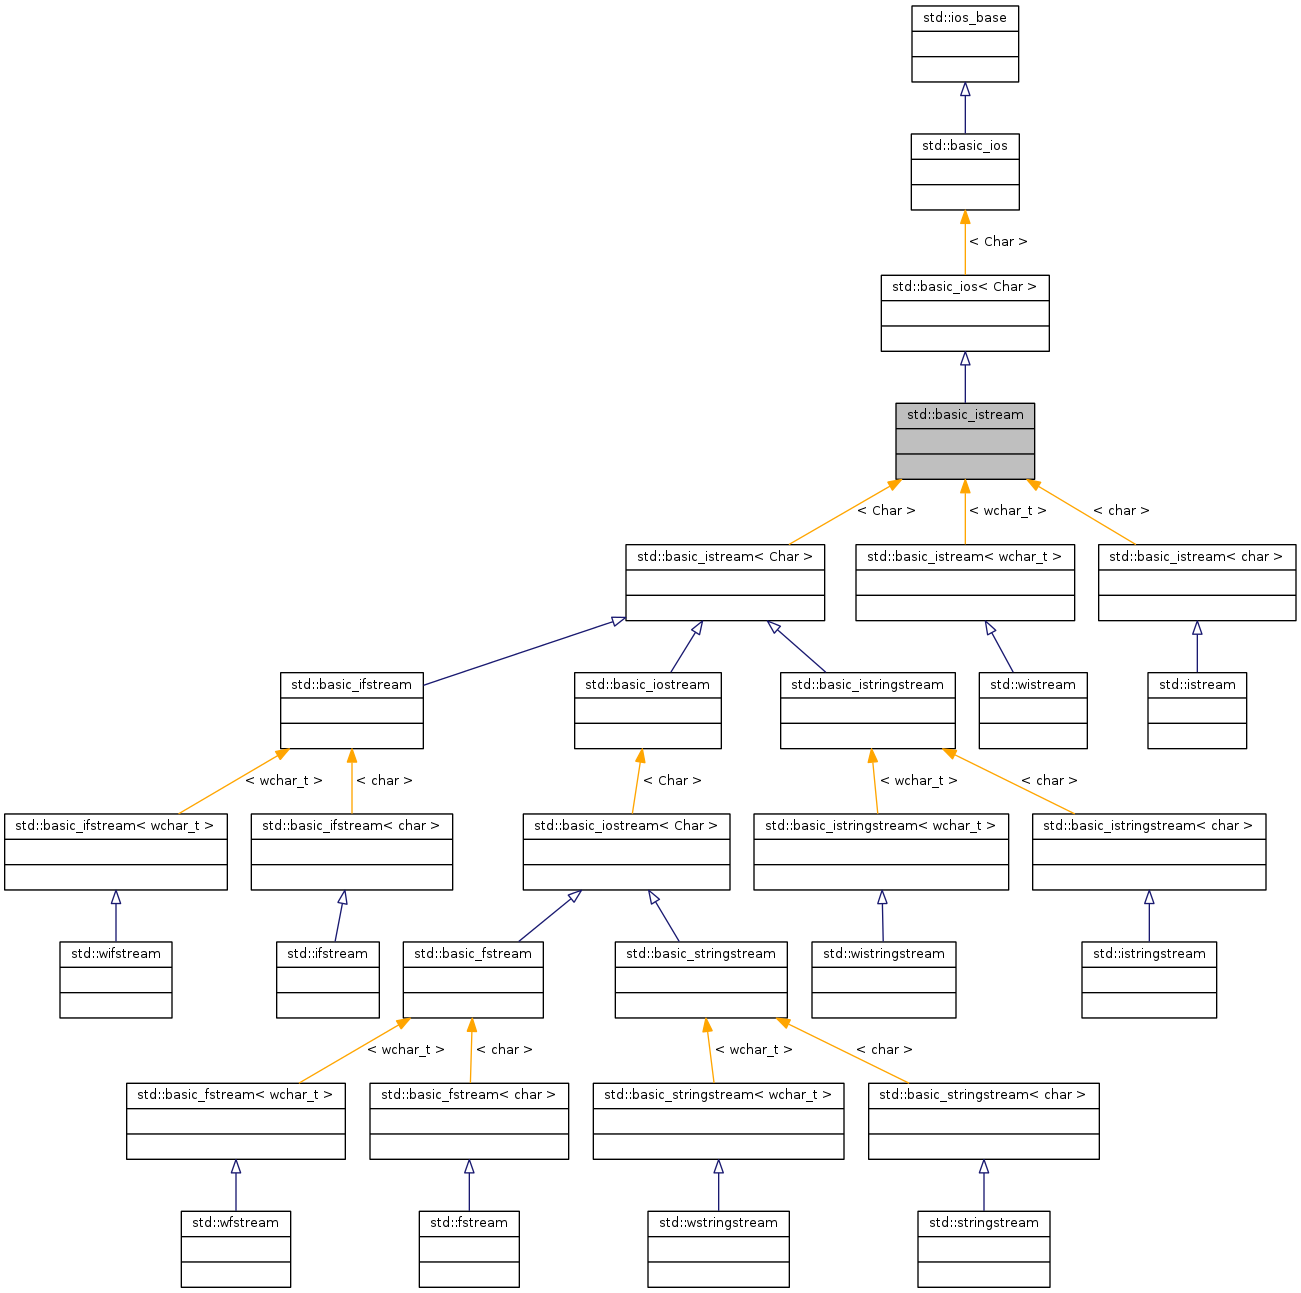 std::ios_base
std::basic_ios
< Char >
std::basic_ios< Char >
std::basic_istream
< Char >
< wchar_t >
< char >
std::basic_istream< Char >
std::basic_istream< wchar_t >
std::basic_istream< char >
std::basic_ifstream
std::basic_iostream
std::basic_istringstream
std::wistream
std::istream
< wchar_t >
< char >
< Char >
< wchar_t >
< char >
std::basic_ifstream< wchar_t >
std::basic_ifstream< char >
std::basic_iostream< Char >
std::basic_istringstream< wchar_t >
std::basic_istringstream< char >
std::wifstream
std::ifstream
std::basic_fstream
std::basic_stringstream
std::wistringstream
std::istringstream
< wchar_t >
< char >
< wchar_t >
< char >
std::basic_fstream< wchar_t >
std::basic_fstream< char >
std::basic_stringstream< wchar_t >
std::basic_stringstream< char >
std::wfstream
std::fstream
std::wstringstream
std::stringstream